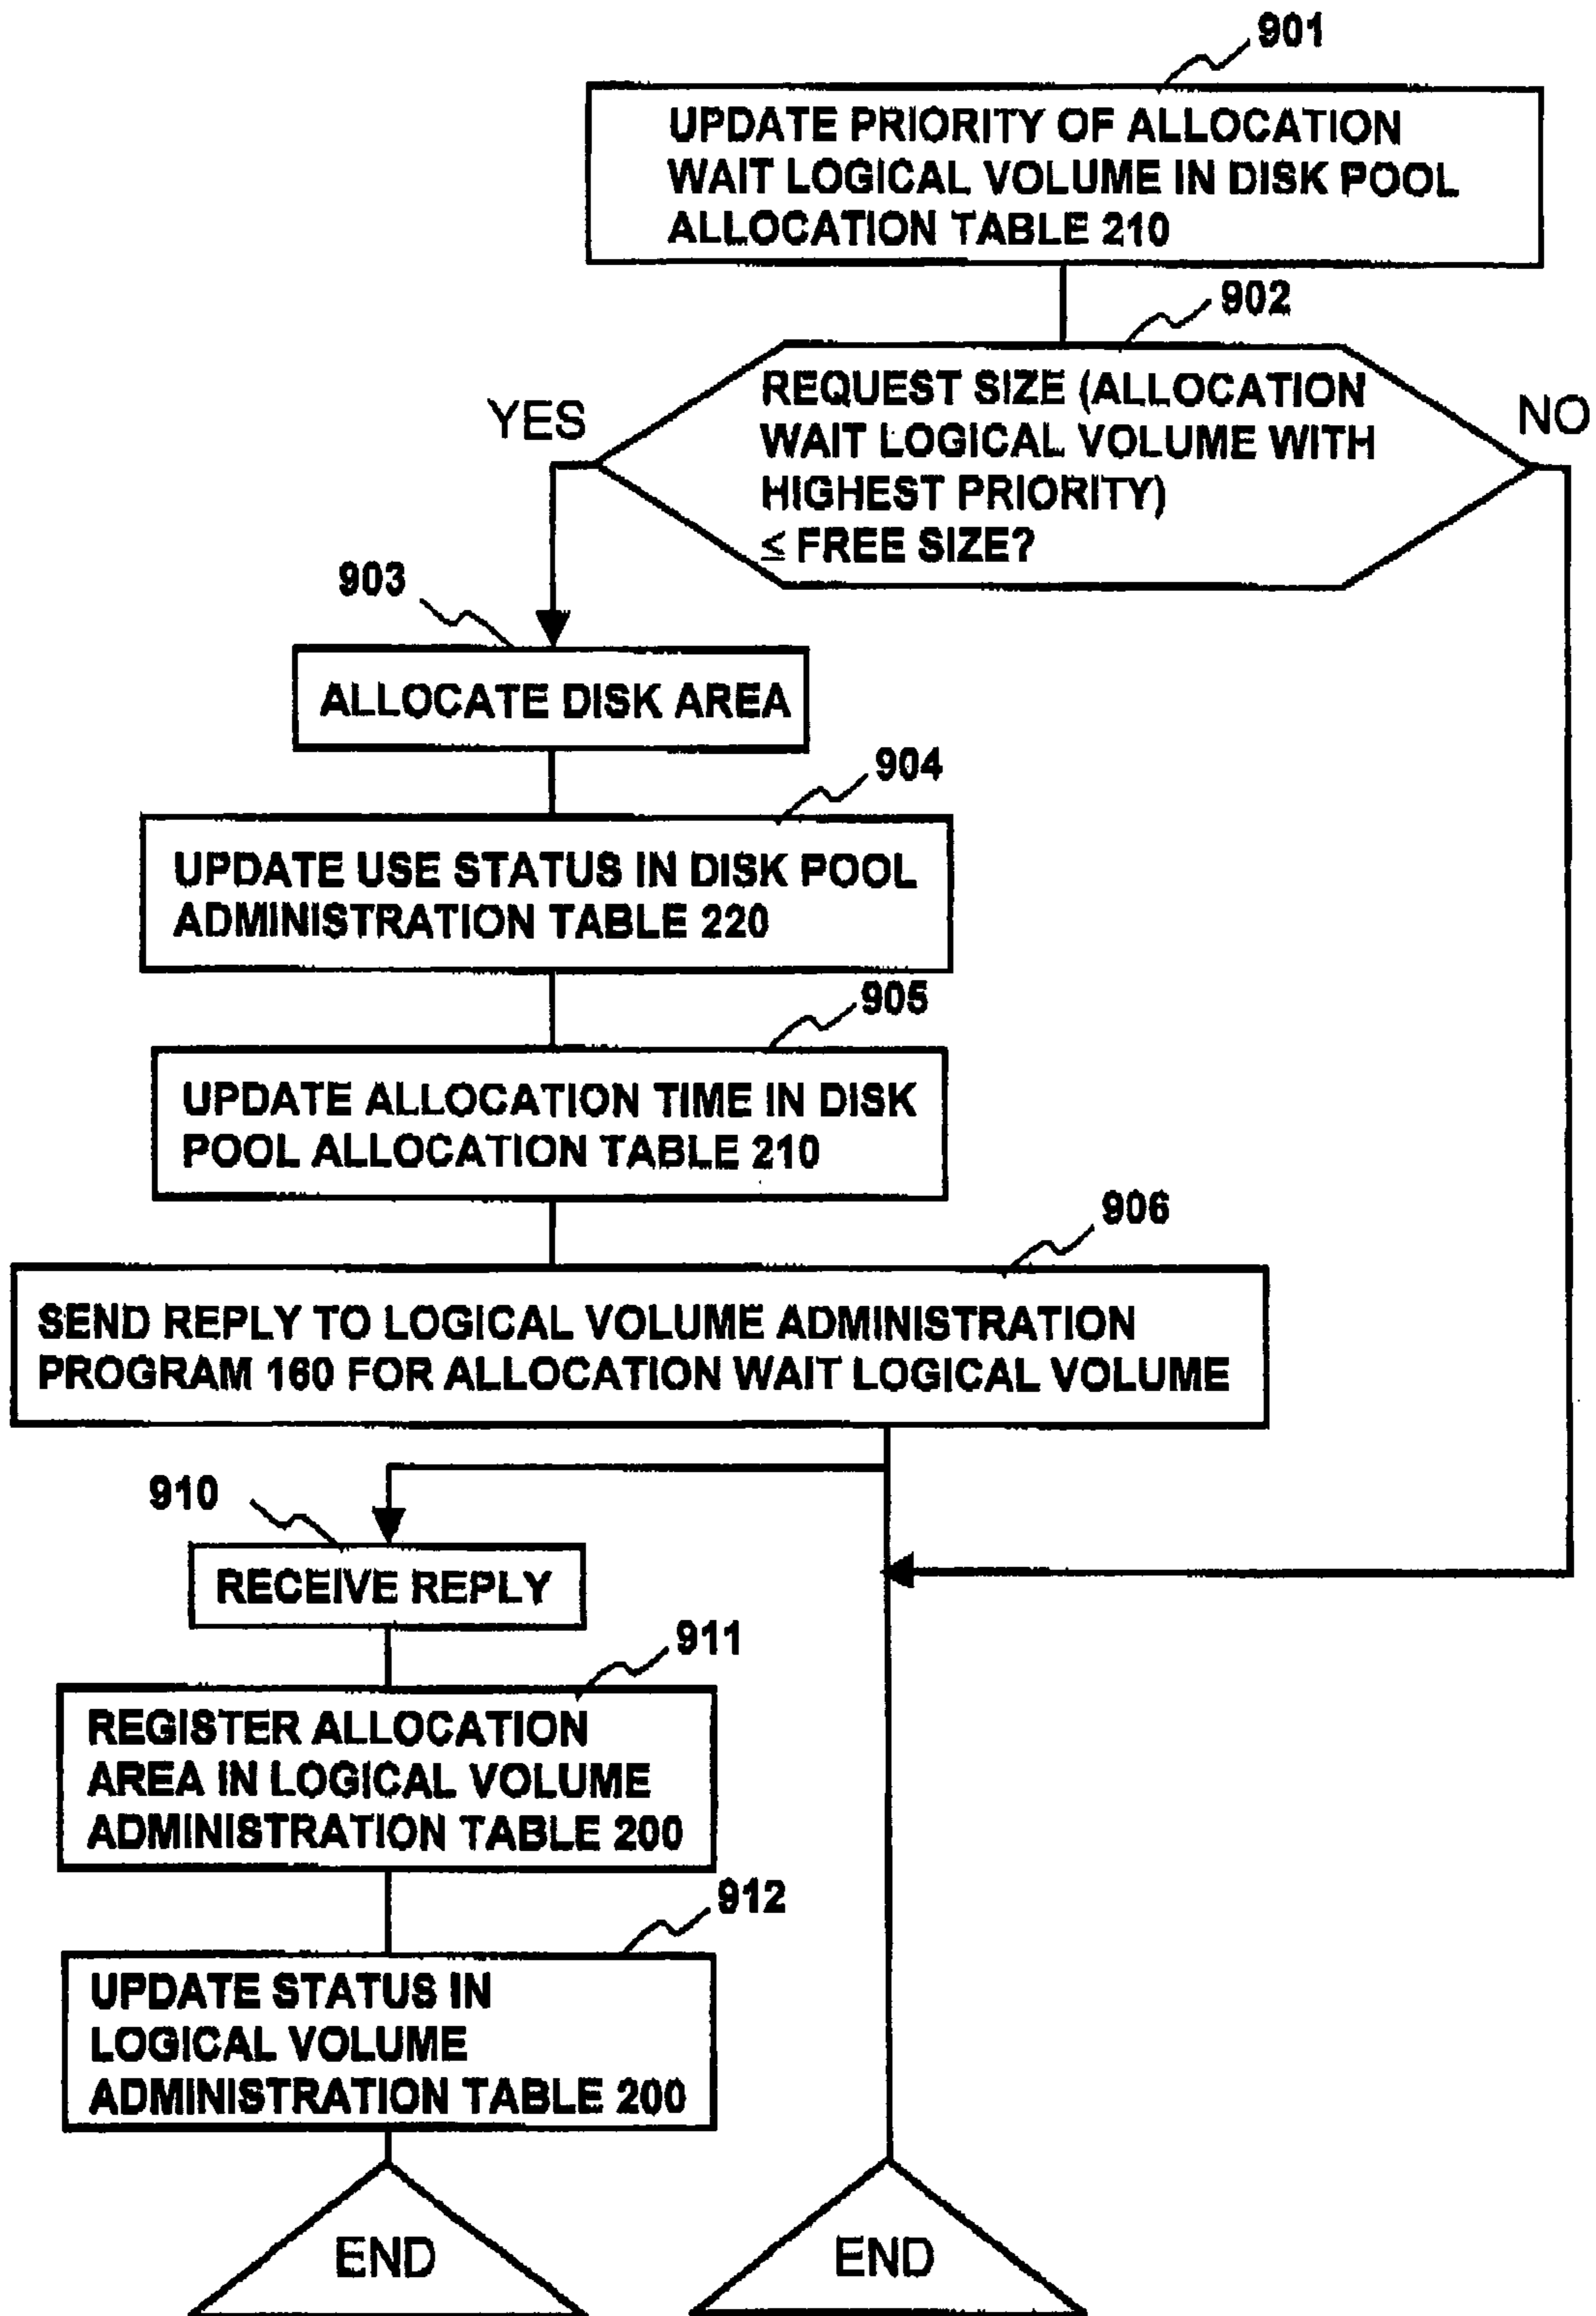 901
UPDATE PRIORITY OF ALLOCATION
WAIT LOGICAL VOLUME IN DISK POOL
ALLOCATION TABLE 210
902
REQUEST SIZE (ALLOCATION
WAIT LOGICAL VOLUME WITH
HIGHEST PRIORITY)
≤ FREE SIZE?
YES
NO
903
ALLOCATE DISK AREA
904
UPDATE USE STATUS IN DISK POOL
ADMINISTRATION TABLE 220
905
UPDATE ALLOCATION TIME IN DISK
POOL ALLOCATION TABLE 210
906
SEND REPLY TO LOGICAL VOLUME ADMINISTRATION
PROGRAM 160 FOR ALLOCATION WAIT LOGICAL VOLUME
910
RECEIVE REPLY
911
REGISTER ALLOCATION
AREA IN LOGICAL VOLUME
ADMINISTRATION TABLE 200
912
UPDATE STATUS IN
LOGICAL VOLUME
ADMINISTRATION TABLE 200
END
END